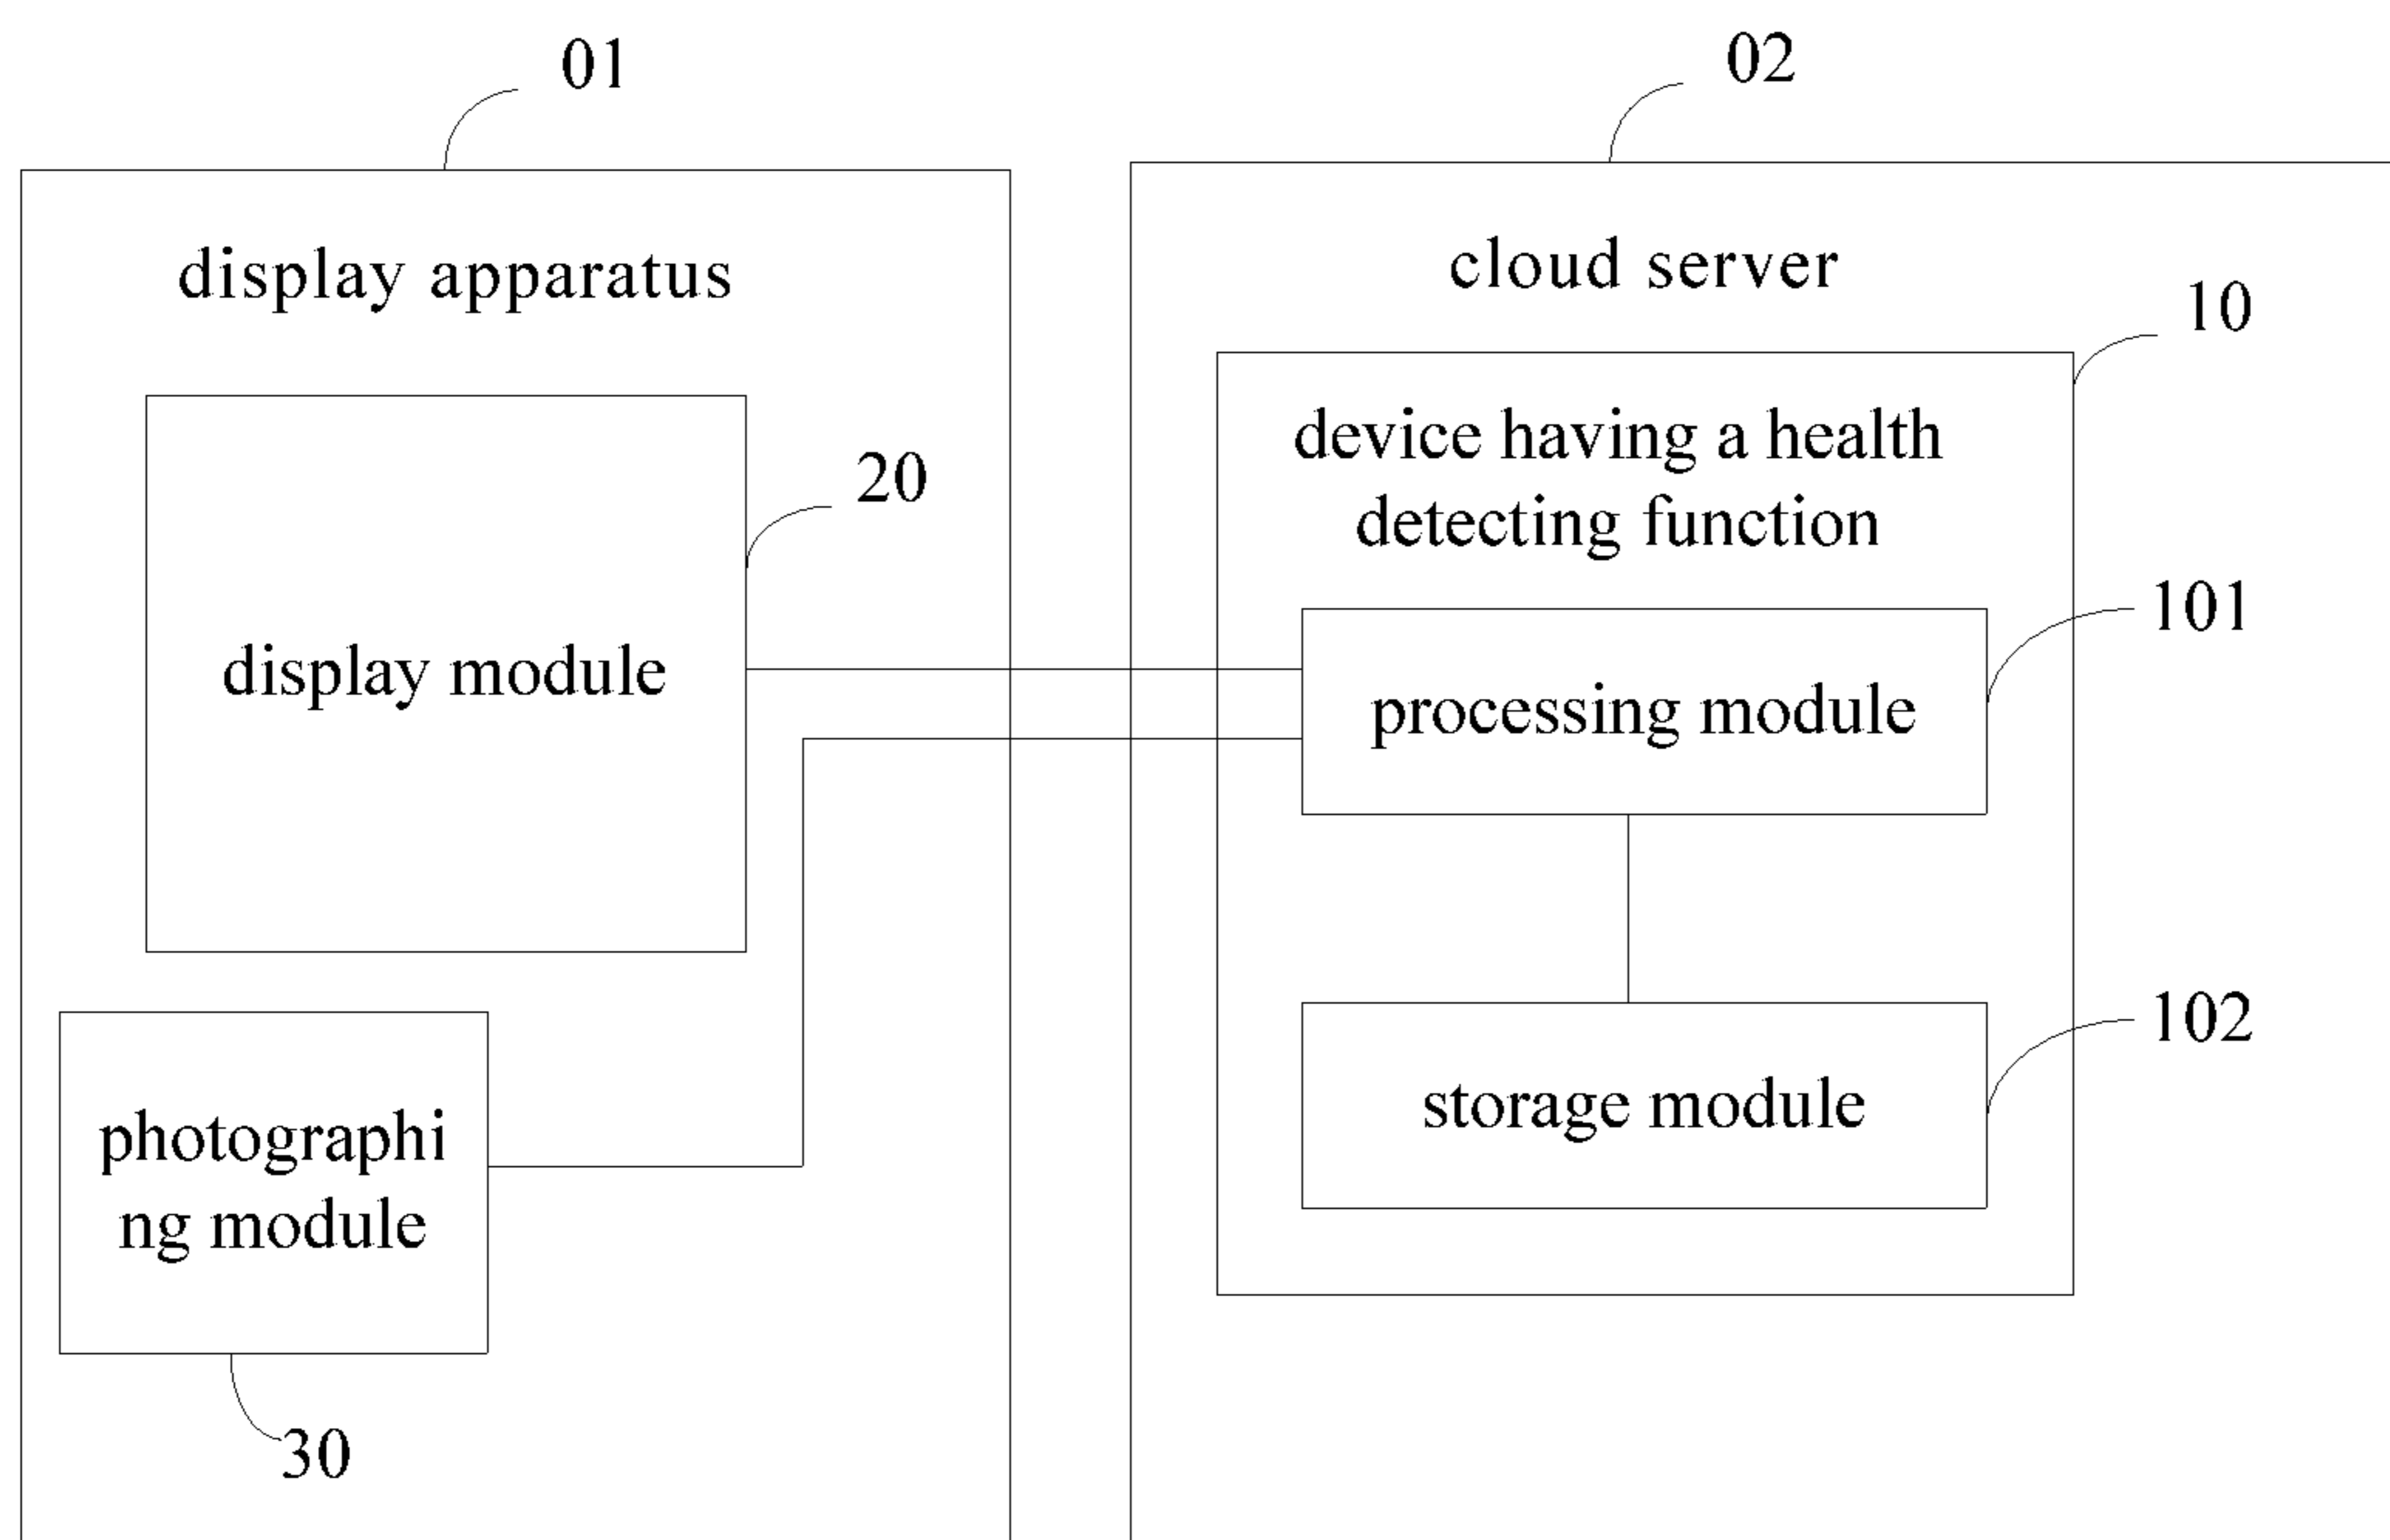 01
02
display apparatus
cloud server
10
device having a health
detecting function
20
101
display module
processing module
102
storage module
photographi
ng module
30